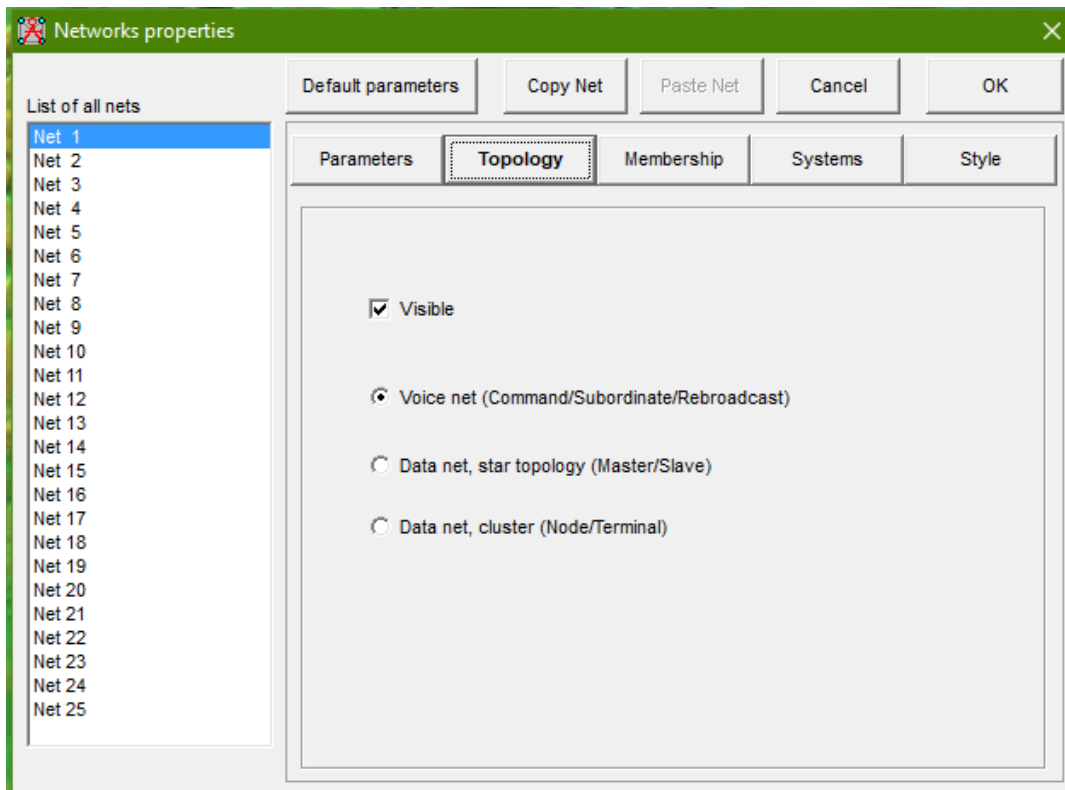 Networks properties
Default parameters
Copy Net
Paste Net
Cancel
OK
List of all nets
Net 1
Net 2
Net 3
Net 4
Net 5
Net 6
Net 7
Net 8
Net 9
Net 10
Net 11
Net 12
Net 13
Net 14
Net 15
Net 16
Net 17
Net 18
Net 19
Net 20
Net 21
Net 22
Net 23
Net 24
Net 25
Parameters
Topology
Membership
Systems
Style
Visible
Voice net (Command/Subordinate/Rebroadcast)
Data net, star topology (Master/Slave)
Data net, cluster (Node/Terminal)